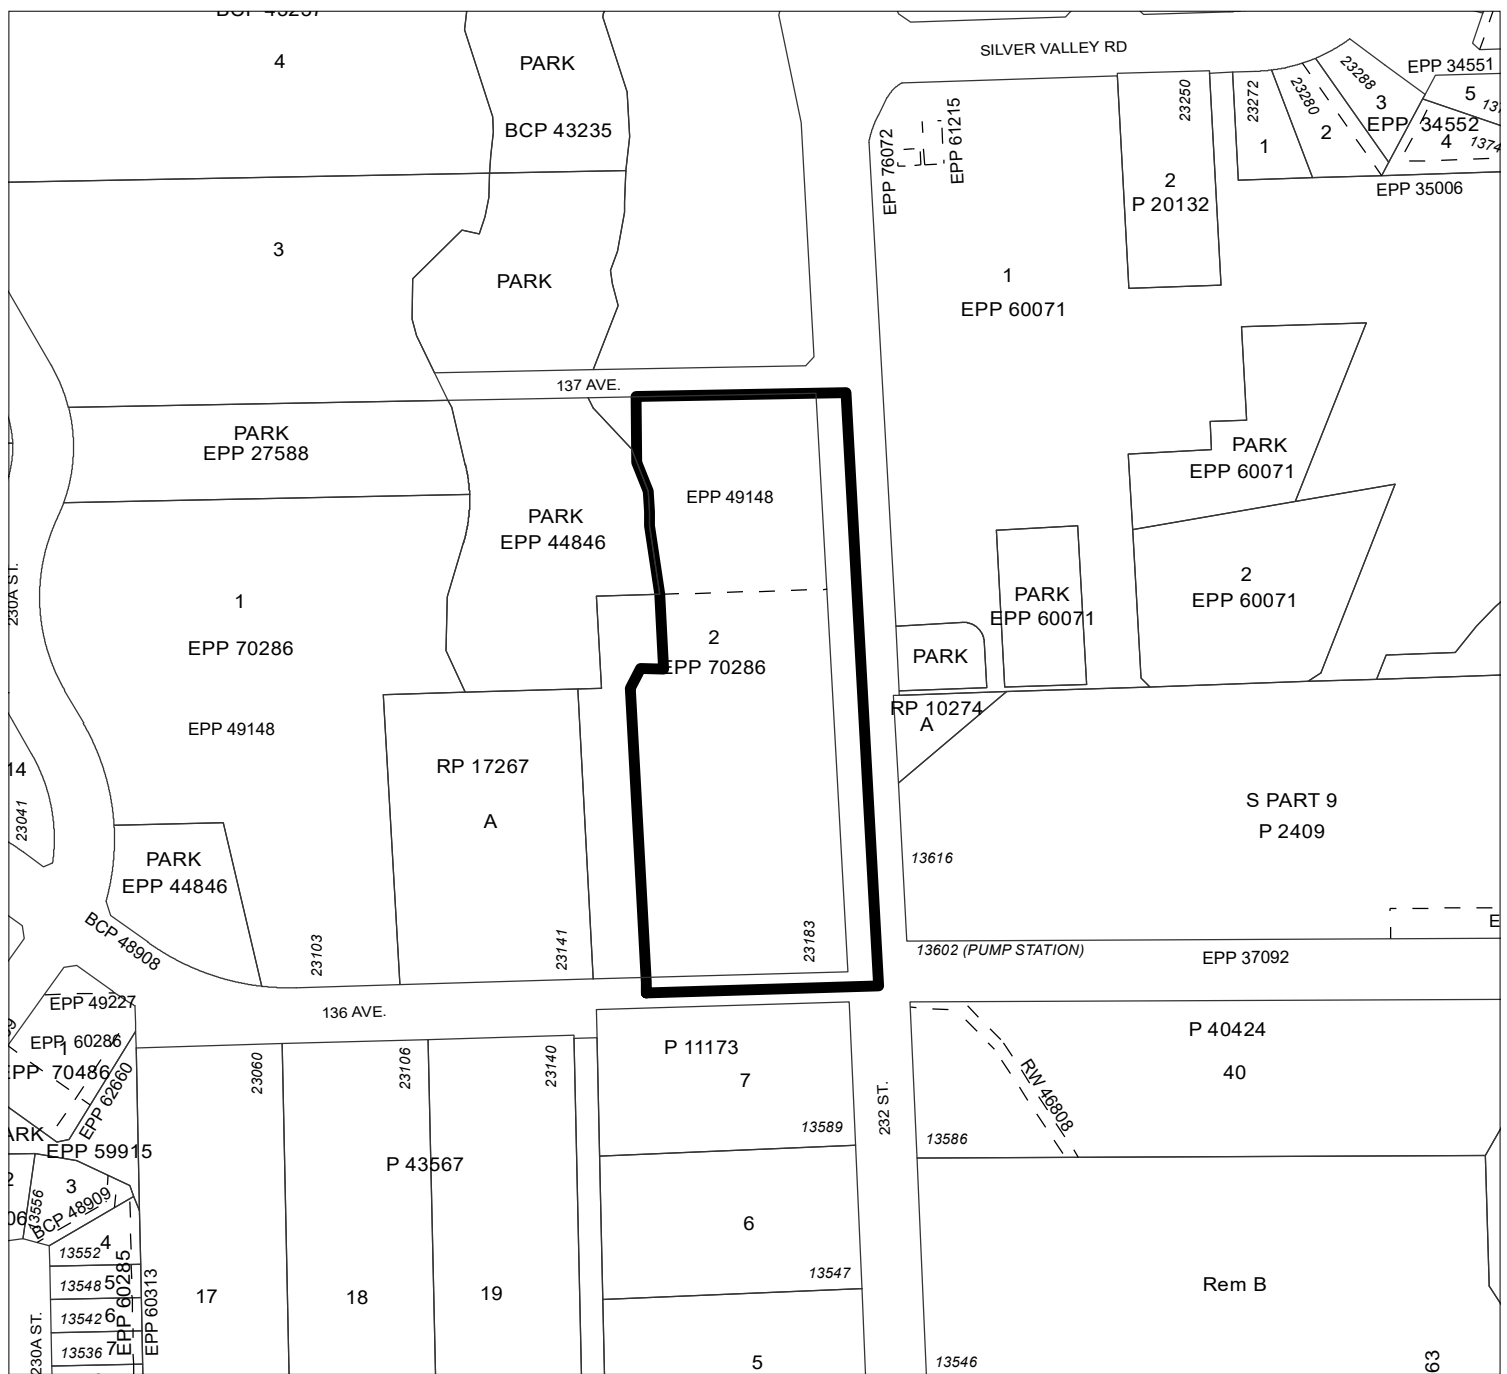 4
PARK
BCP 43235
SILVER VALLEY RD
EPP 34551
23288
3
5
EPP 34552
4
23250
23272
23280
1
2
EPP 35006
EPP 76072
EPP 61215
2
P 20132
3
PARK
1
EPP 60071
137 AVE.
PARK
EPP 27588
PARK
EPP 60071
EPP 49148
PARK
EPP 44846
230A ST.
1
EPP 70286
2
EPP 70286
PARK
EPP 60071
2
EPP 60071
PARK
EPP 49148
RP 10274
A
RP 17267
A
14
23041
S PART 9
P 2409
13616
PARK
EPP 44846
BCP 48908
23103
23141
23183
13602 (PUMP STATION)
EPP 37092
136 AVE.
EPP 49227
EPP 60286
1
EPP 70486
EPP 62660
EPP 59915
23060
23106
23140
P 11173
7
13589
232 ST.
P 40424
40
RW 46808
13586
P 43567
3
13556
BCP 48909
6
13547
4
13552
13548 5
13542 6
13536 7
EPP 60285
EPP 60313
230A ST.
17
18
19
5
Rem B
13546
63